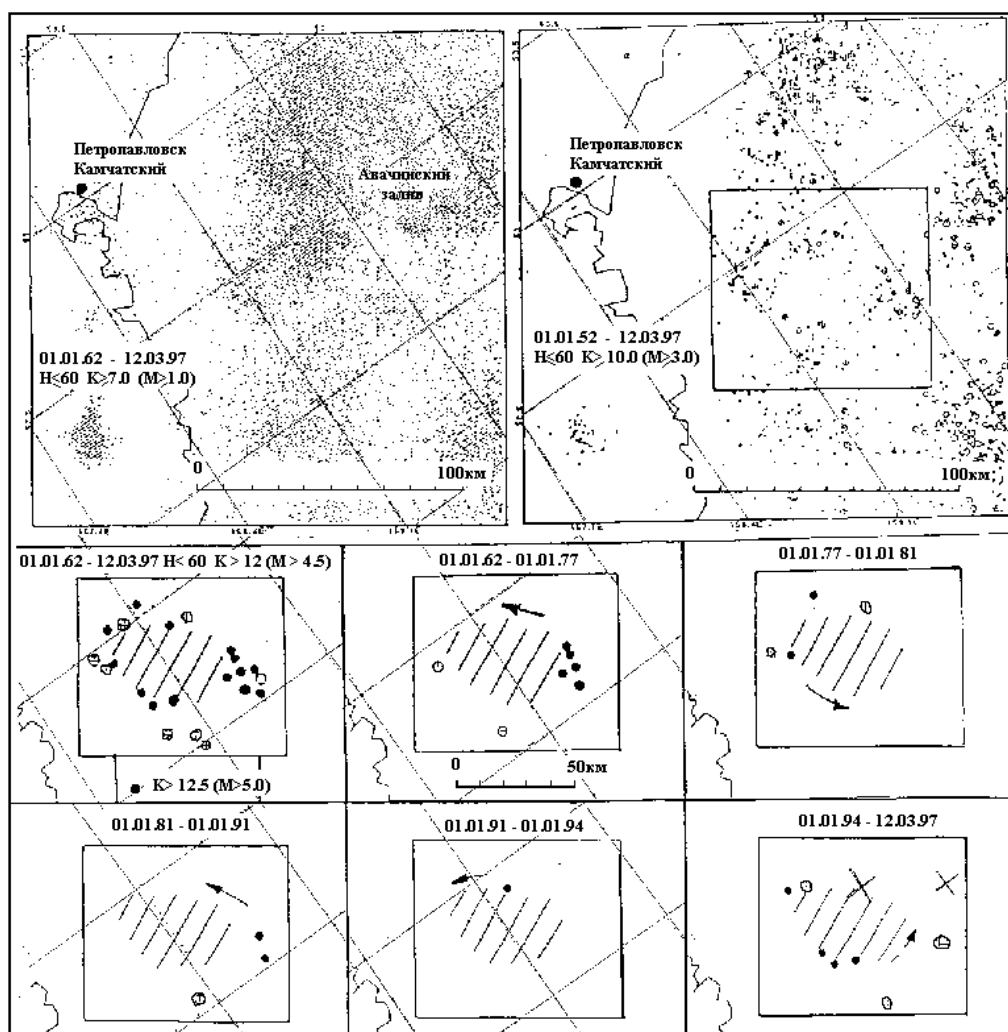 Петропавловск
Камчатский
Авачинский
залив
01.01.62 - 12.03.97
H⩽60 K>7.0 (M>1.0)
0 100км
Петропавловск
Камчатский
01.01.52 - 12.03.97
H⩽60 K>10.0 (M>3.0)
0 100км
01.01.62 - 12.03.97 H<60 K>12 (M>4.5)
K>12.5 (M>5.0)
01.01.62 - 01.01.77
0 50км
01.01.77 - 01.01 81
01.01.81 - 01.01.91
01.01.91 - 01.01.94
01.01.94 - 12.03.97